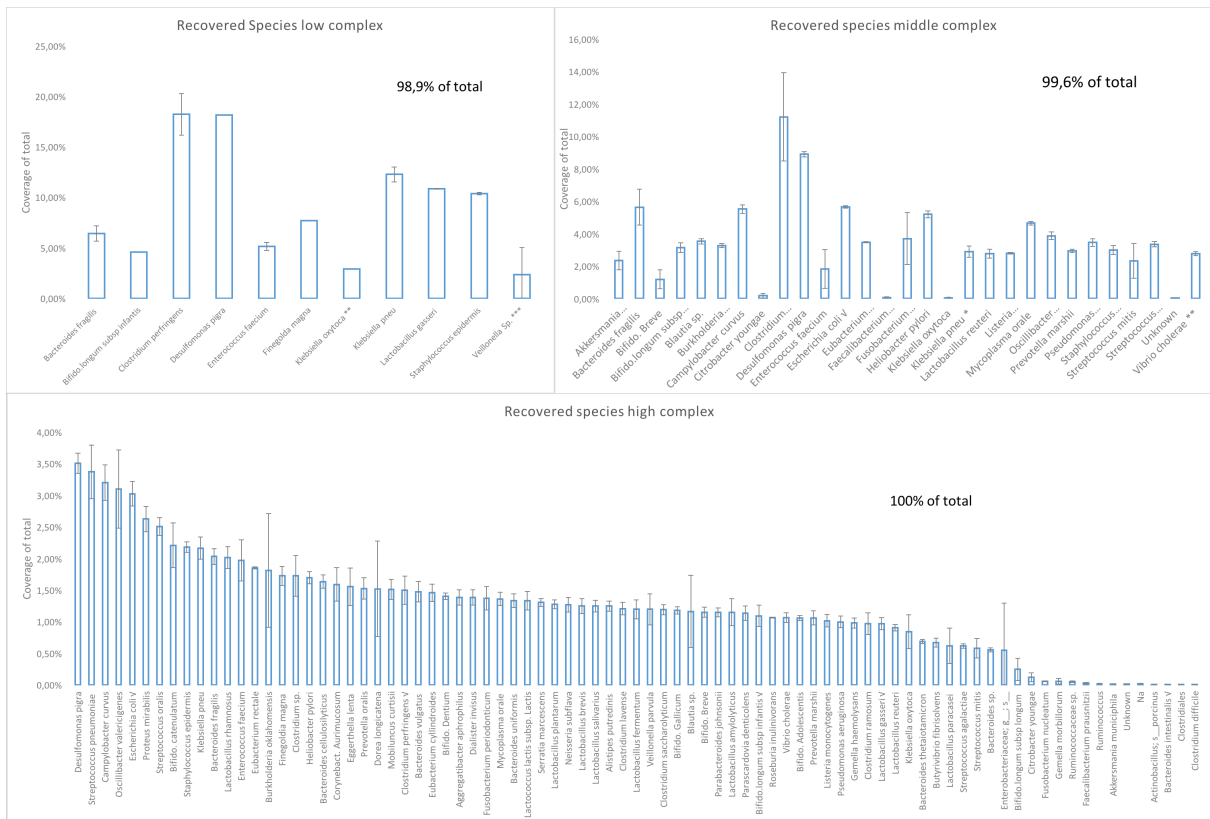 Recovered Species low complex
98,9% of total
Coverage of total
25,00%
20,00%
15,00%
10,00%
5,00%
0,00%
Bacteroides fragilis
Bifido.longum subsp infantis
Clostridium perfringens
Desulfomonas pigra
Enterococcus faecium
Finegolda magna
Klebsiella oxytoca **
Klebsiella pneu
Lactobacillus gasseri
Staphylococcus epidermis
Veillonella Sp. ***
Recovered species middle complex
99,6% of total
Coverage of total
16,00%
14,00%
12,00%
10,00%
8,00%
6,00%
4,00%
2,00%
0,00%
Akkersmania...
Bacteroides fragilis
Bifido. Breve
Bifido.longum subsp...
Blautia sp.
Burkholderia...
Campylobacter curvus
Citrobacter youngae
Clostridium...
Desulfomonas pigra
Enterococcus faecium
Escherichia coli V
Eubacterium...
Faecalibacterium...
Fusobacterium...
Heliobacter pylori
Klebsiella oxytoca
Klebsiella pneu *
Lactobacillus reuteri
Listeria...
Mycoplasma orale
Oscillibacter...
Prevotella marshii
Pseudomonas...
Staphylococcus...
Streptococcus mitis
Streptococcus...
Unknown
Vibrio cholerae **
Recovered species high complex
100% of total
Coverage of total
4,00%
3,50%
3,00%
2,50%
2,00%
1,50%
1,00%
0,50%
0,00%
Desulfomonas pigra
Streptococcus pneumoniae
Campylobacter curvus
Oscillibacter valericigenes
Escherichia coli V
Proteus mirabilis
Streptococcus oralis
Bifido. catenulatum
Staphyloccus epidermis
Klebsiella pneu
Bacteroides fragilis
Lactobacillus rhamnosus
Enterococcus faecium
Eubacterium rectale
Burkholderia oklahomensis
Finegoldia magna
Clostridium sp.
Heliobacter pylori
Bacteroides cellulosilyticus
Corynebact. Aurimucosum
Eggerthella lenta
Prevotella oralis
Dorea longicatena
Mobiluncus curtisii
Clostridium perfringens V
Bacteroides vulgatus
Eubacterium cylindroides
Bifido. Dentium
Aggregatibacter aphrophilus
Dialister invisus
Fusobacterium periodonticum
Mycoplasma orale
Bacteroides uniformis
Lactococcus lactis subsp. Lactis
Serratia marcescens
Lactobacillus plantarum
Nesseria subflava
Lactobacillus brevis
Lactobacillus salivarius
Alistipes putredinis
Clostridium lavense
Lactobacillus fermentum
Veilonella parvula
Clostridium saccharolyticum
Bifido. Gallicum
Blautia sp.
Bifido. Breve
Parabacteroides johnsonii
Lactobacillus amylolyticus
Parascardovia denticolens
Bifido.longum subsp infantis V
Roseburia inulinivorans
Vibrio cholerae
Bifido. Adolescentis
Prevotella marshii
Listeria monocytogenes
Pseudomonas aeruginosa
Gemella haemolysans
Clostridium ramosum
Lactobacillus gasseri V
Lactobacillus reuteri
Klebsiella oxytoca
Bacteroides thetaiotamicron
Butyrivibrio fibrisolvens
Lactobacillus paracasei
Streptococcus agalactiae
Streptococcus mitis
Bacteroides sp.
Enterobacteriaceae; g__; s__
Bifido.longum subsp longum
Citrobacter youngae
Fusobacterium nucleatum
Gemella morbillorum
Ruminococcaceae sp.
Faecalibacterium prausnitzii
Ruminococcus
Akkersmania municiphila
Unknown
Na
Actinobacillus; s__porcinus
Bacteroides intestinalis V
Clostridiales
Clostridium difficile